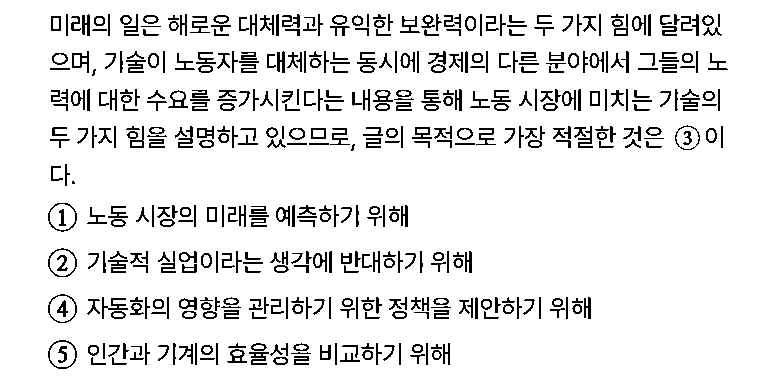 미래의 일은 해로운 대체력과 유익한 보완력이라는 두 가지 힘에 달려있
으며, 기술이 노동자를 대체하는 동시에 경제의 다른 분야에서 그들의 노
력에 대한 수요를 증가시킨다는 내용을 통해 노동 시장에 미치는 기술의
두 가지 힘을 설명하고 있으므로, 글의 목적으로 가장 적절한 것은 ③이
다.
① 노동 시장의 미래를 예측하기 위해
② 기술적 실업이라는 생각에 반대하기 위해
④ 자동화의 영향을 관리하기 위한 정책을 제안하기 위해
⑤ 인간과 기계의 효율성을 비교하기 위해